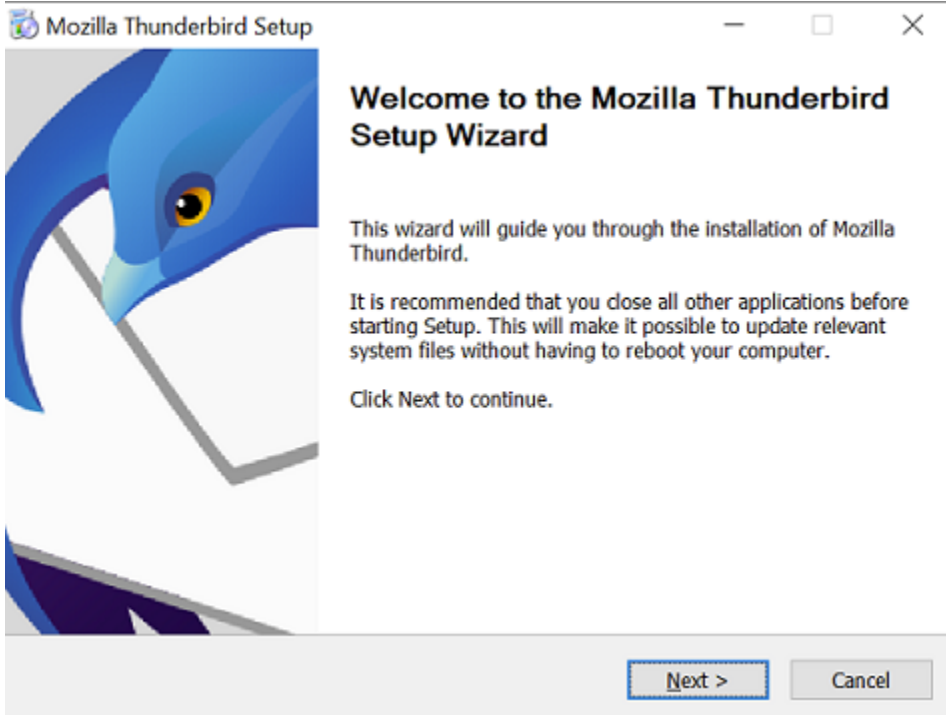 Mozilla Thunderbird Setup
Welcome to the Mozilla Thunderbird
Setup Wizard
This wizard will guide you through the installation of Mozilla
Thunderbird.
It is recommended that you close all other applications before
starting Setup. This will make it possible to update relevant
system files without having to reboot your computer.
Click Next to continue.
Next >
Cancel